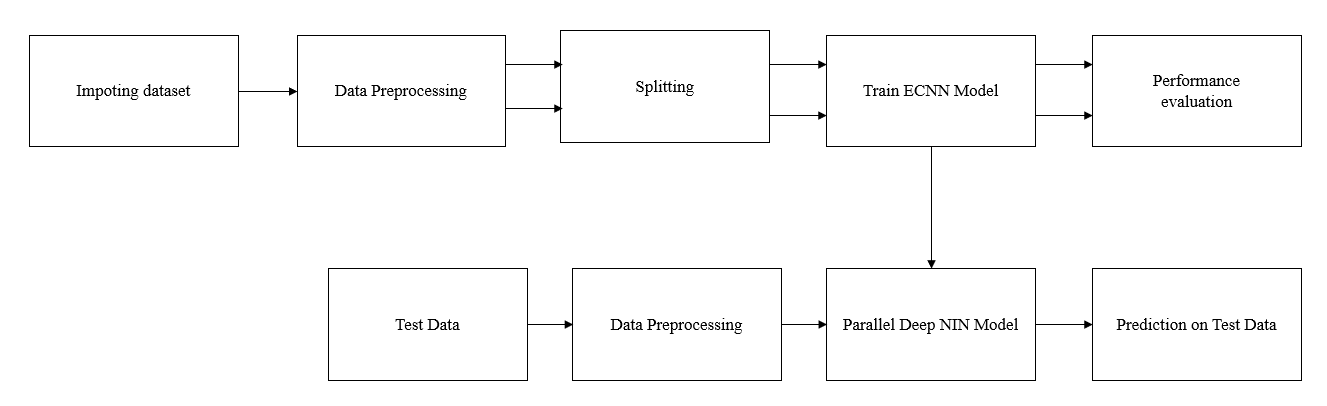 Impoting dataset
Data Preprocessing
Splitting
Train ECNN Model
Performance
evaluation
Test Data
Data Preprocessing
Parallel Deep NIN Model
Prediction on Test Data